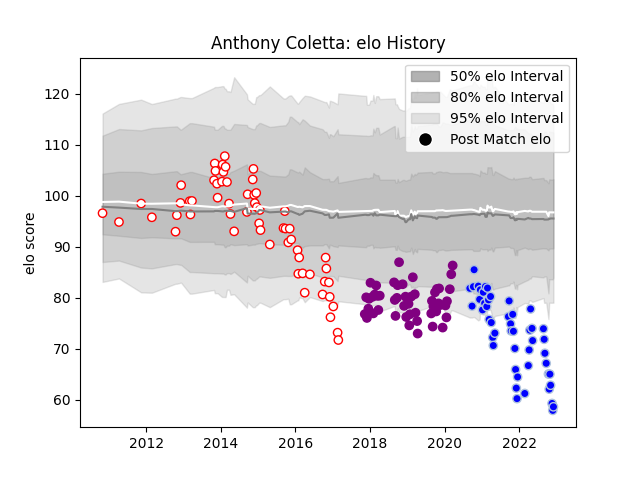 Anthony Coletta: elo History
50% elo Interval
80% elo Interval
95% elo Interval
Post Match elo
elo score
120
110
100
90
80
70
60
2012 2014 2016 2018 2020 2022